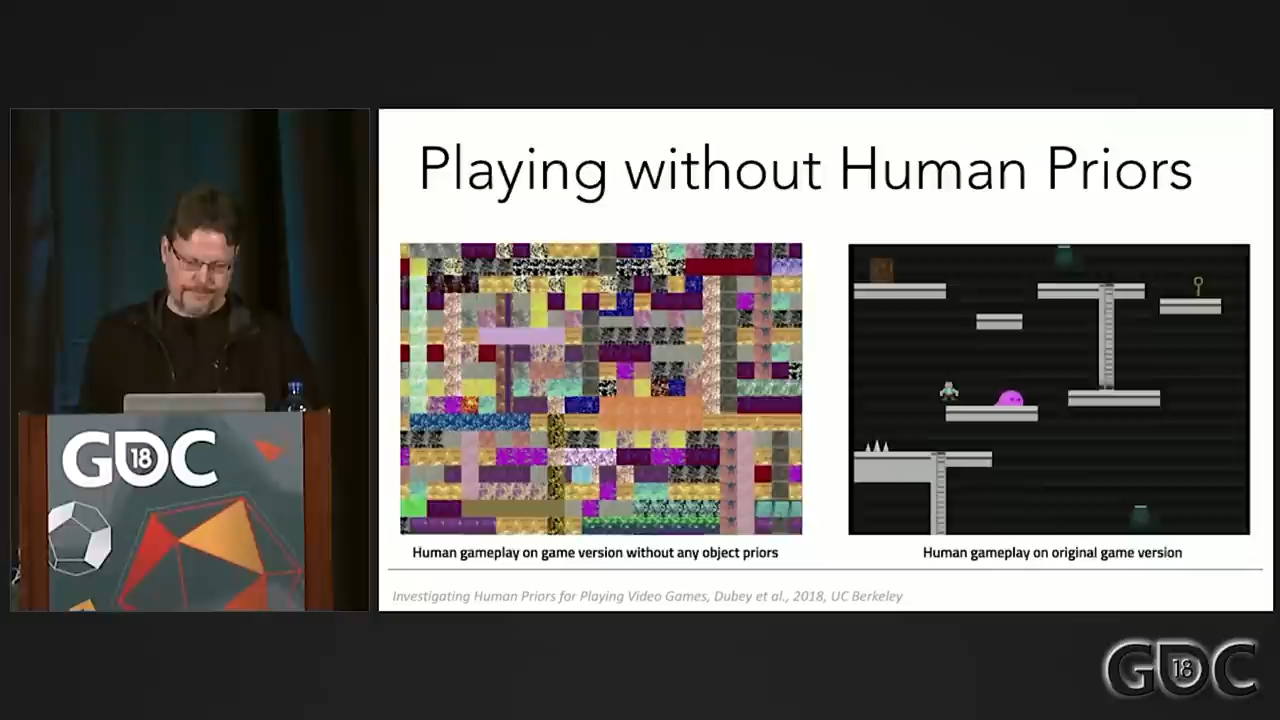 Playing without Human Priors
Human gameplay on game version without any object priors
Human gameplay on original game version
Investigating Human Priors for Playing Video Games, Dubey et al., 2018, UC Berkeley
GDC 18
GDC 18